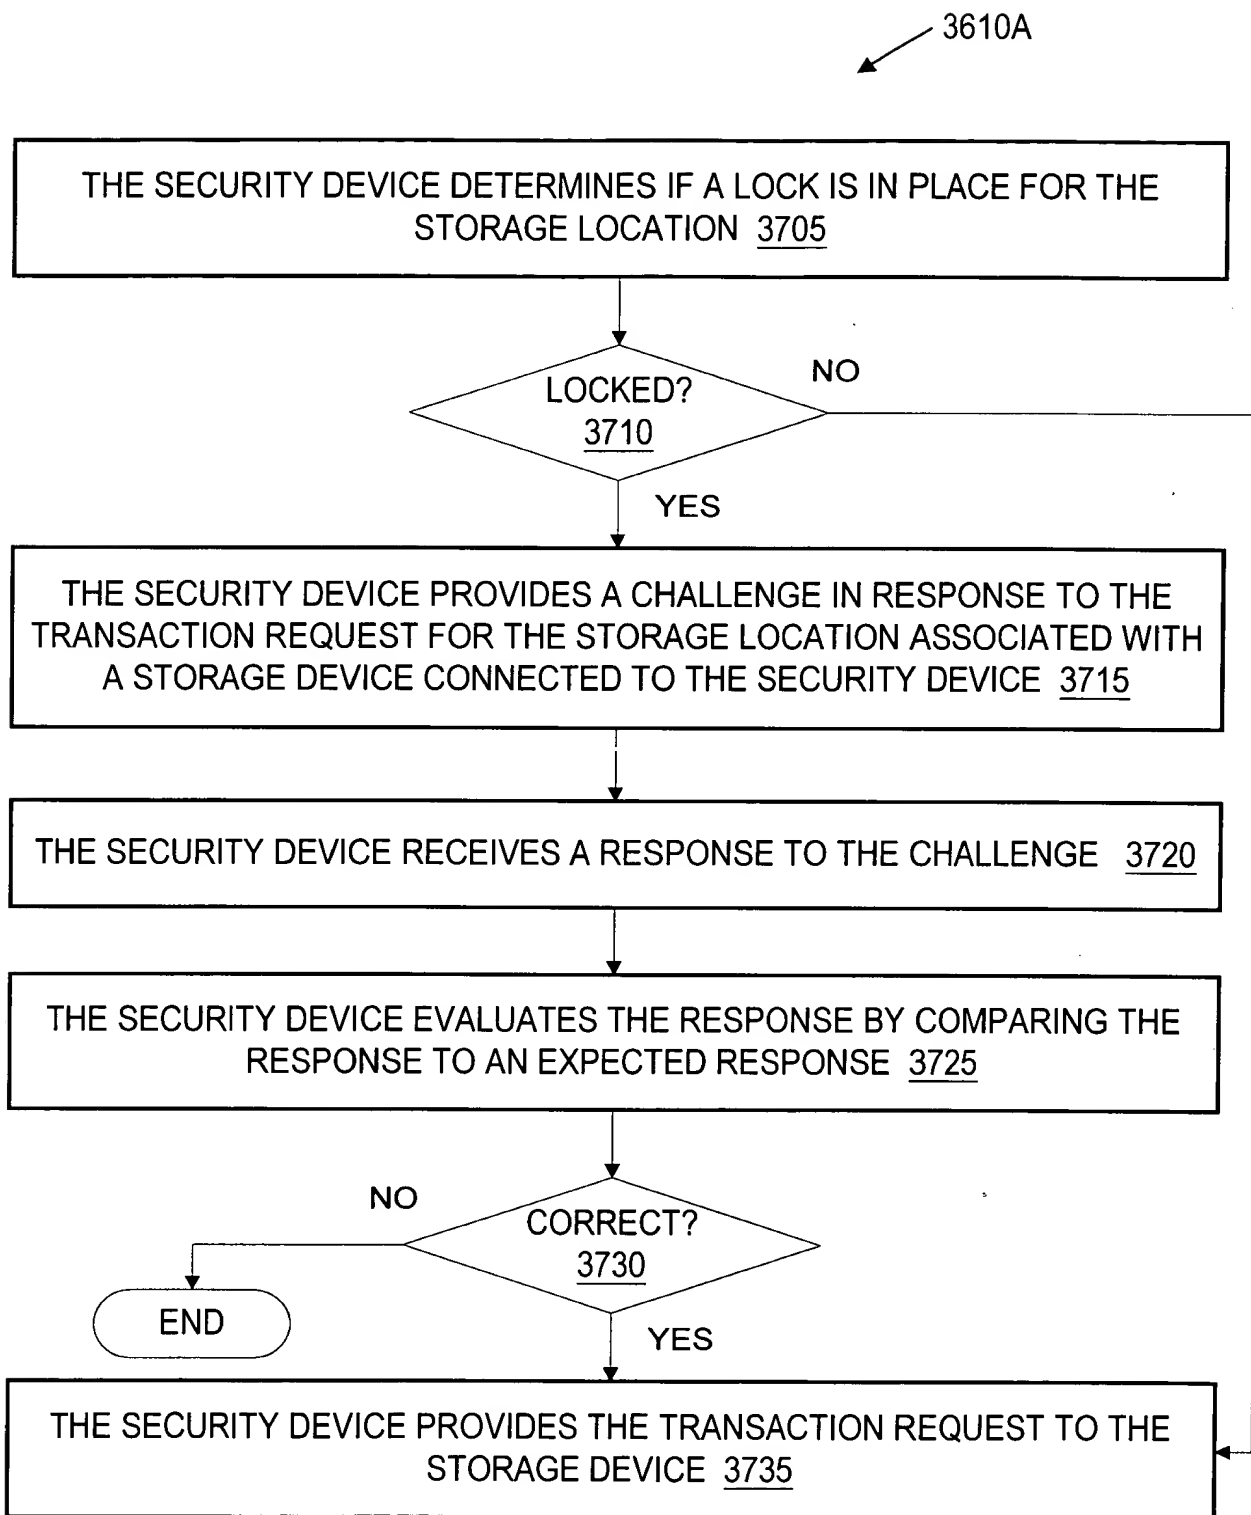 3610A
THE SECURITY DEVICE DETERMINES IF A LOCK IS IN PLACE FOR THE
STORAGE LOCATION 3705
LOCKED?
3710
NO
YES
THE SECURITY DEVICE PROVIDES A CHALLENGE IN RESPONSE TO THE
TRANSACTION REQUEST FOR THE STORAGE LOCATION ASSOCIATED WITH
A STORAGE DEVICE CONNECTED TO THE SECURITY DEVICE 3715
THE SECURITY DEVICE RECEIVES A RESPONSE TO THE CHALLENGE 3720
THE SECURITY DEVICE EVALUATES THE RESPONSE BY COMPARING THE
RESPONSE TO AN EXPECTED RESPONSE 3725
NO
CORRECT?
3730
END
YES
THE SECURITY DEVICE PROVIDES THE TRANSACTION REQUEST TO THE
STORAGE DEVICE 3735